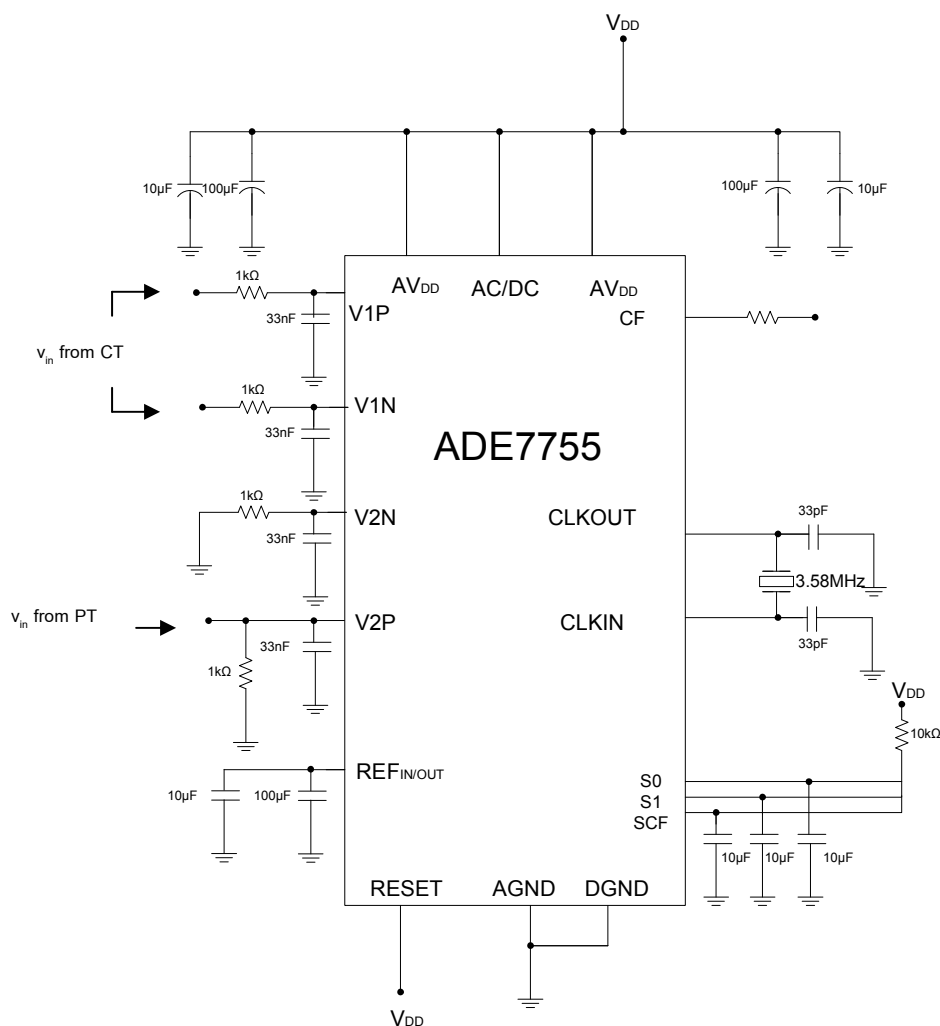 VDD
10µF
100µF
100µF
10µF
1kΩ
AVDD
AC/DC
AVDD
33nF
V1P
CF
vin from CT
1kΩ
V1N
33nF
ADE7755
1kΩ
V2N
CLKOUT
33pF
33nF
3.58MHz
vin from PT
V2P
CLKIN
33nF
33pF
1kΩ
VDD
10kΩ
REFIN/OUT
S0
10µF
100µF
S1
SCF
10µF
10µF
10µF
RESET
AGND
DGND
VDD